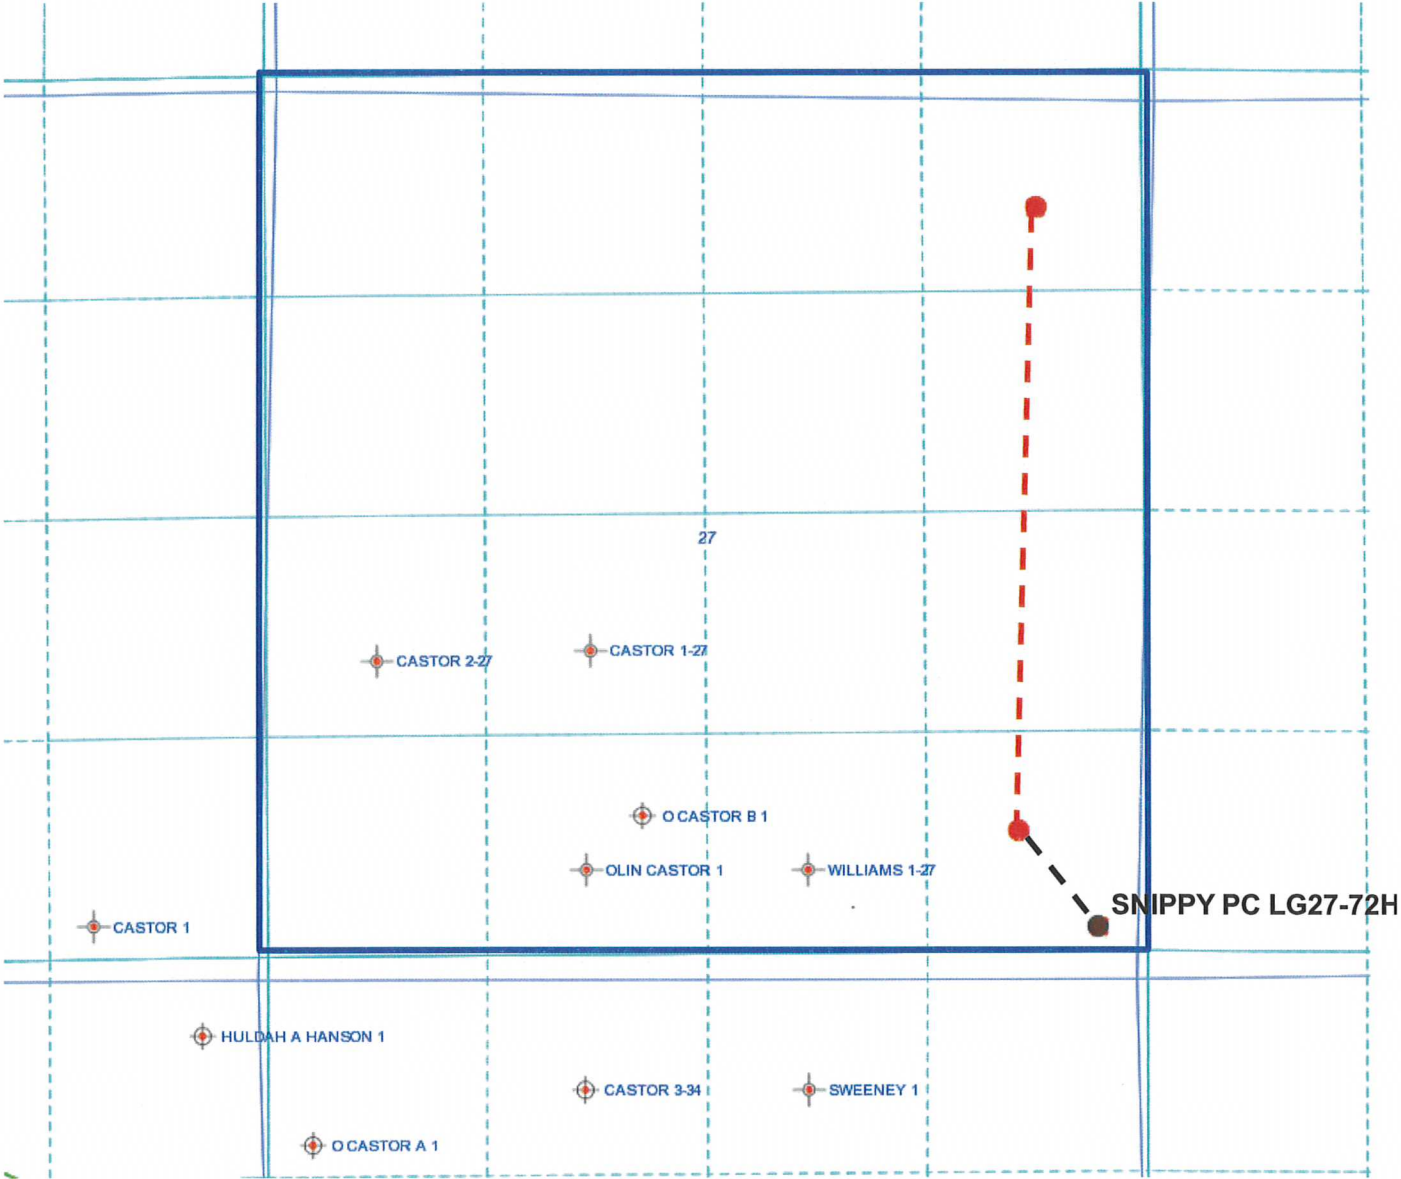 27
CASTOR 2-27
CASTOR 1-27
O CASTOR B 1
OLIN CASTOR 1
WILLIAMS 1-27
SNIPPY PC LG27-72H
CASTOR 1
HULDAH A HANSON 1
CASTOR 3-34
SWEENEY 1
O CASTOR A 1